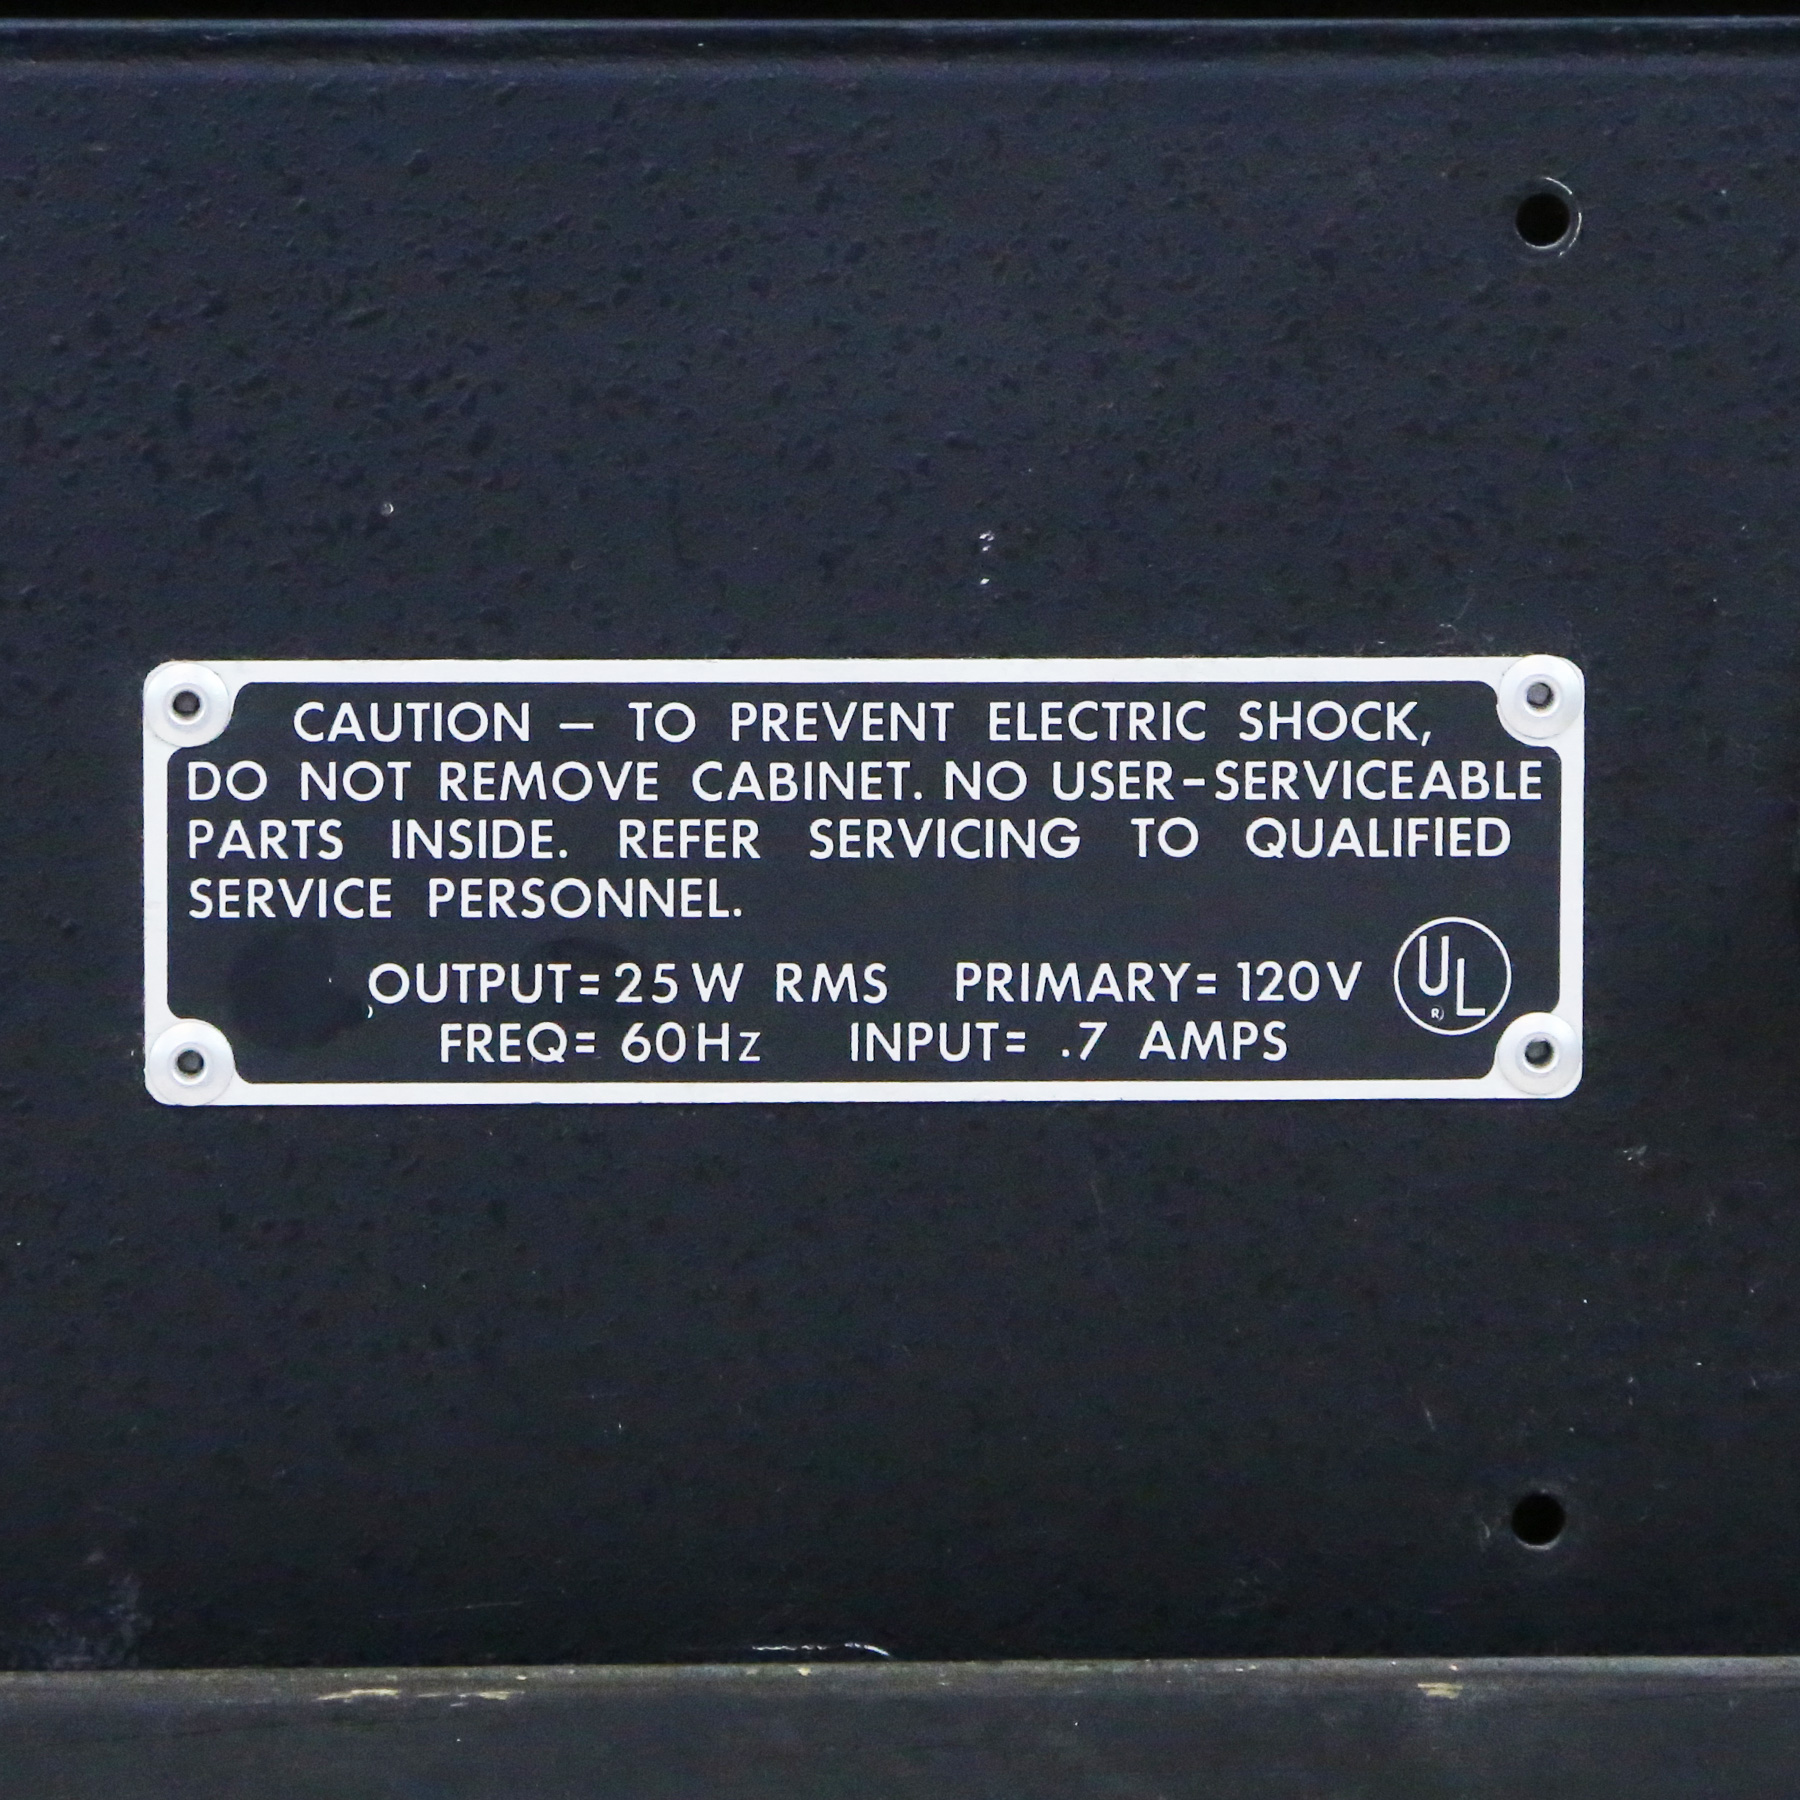 CAUTION – TO PREVENT ELECTRIC SHOCK,
DO NOT REMOVE CABINET. NO USER-SERVICEABLE
PARTS INSIDE. REFER SERVICING TO QUALIFIED
SERVICE PERSONNEL.
OUTPUT= 25W RMS PRIMARY= 120V
FREQ= 60Hz INPUT= .7 AMPS
UL
®